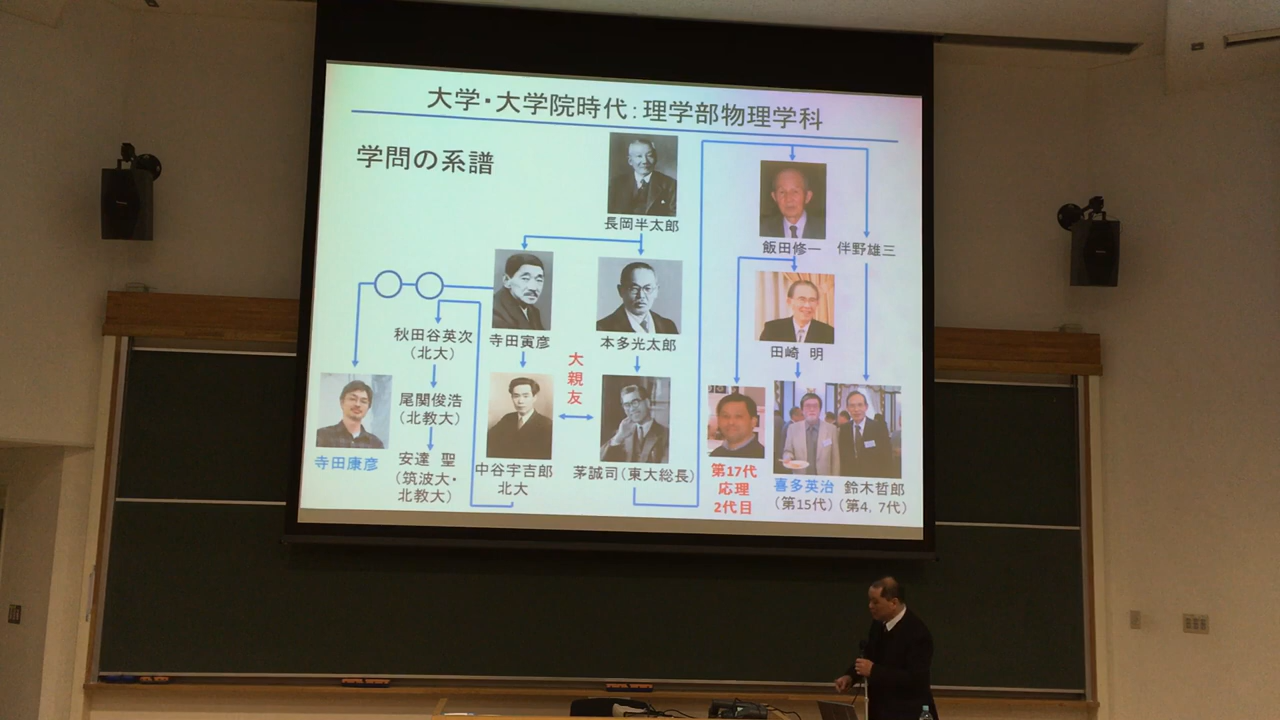 大学・大学院時代：理学部物理学科
学問の系譜
長岡半太郎
飯田修一
伴野雄三
寺田寅彦
本多光太郎
田崎 明
秋田谷英次
（北大）
大親友
尾関俊浩
（北教大）
寺田康彦
安達 聖
（筑波大・
北教大）
中谷宇吉郎
北大
茅誠司（東大総長）
第17代
応理
2代目
喜多英治
（第15代）
鈴木哲郎
（第4, 7代）